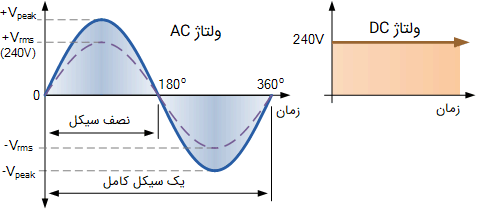 +Vpeak
+Vrms
(240V)
0
-Vrms
-Vpeak
ولتاژ AC
180°
360°
زمان
نصف سیکل
یک سیکل کامل
ولتاژ DC
240V
زمان